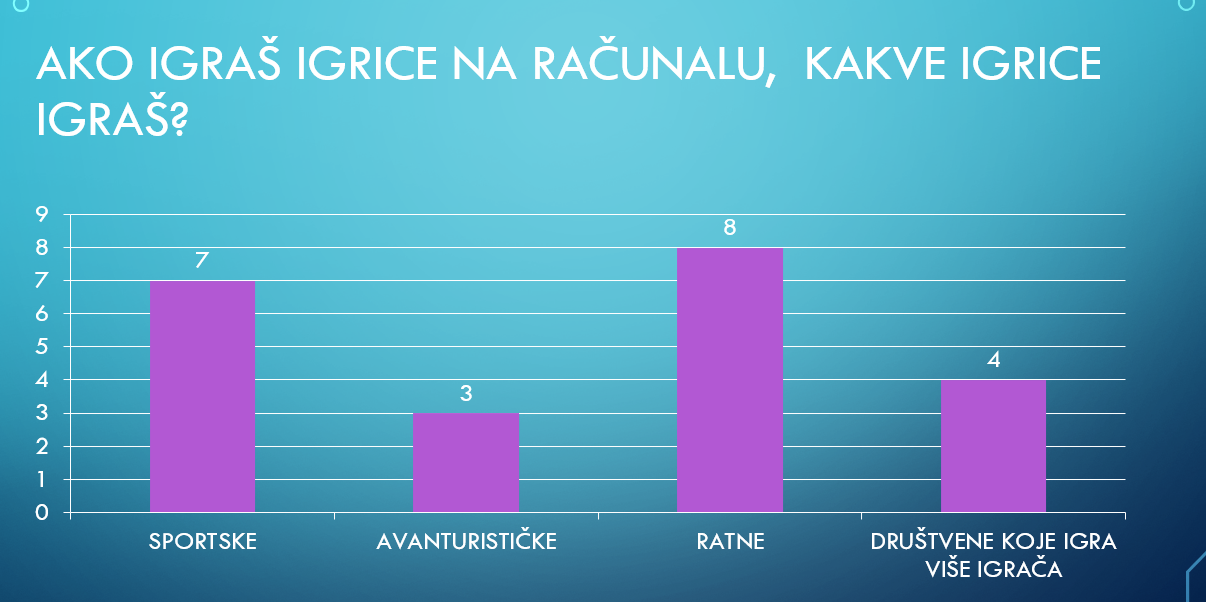 AKO IGRAŠ IGRICE NA RAČUNALU,  KAKVE IGRICE
IGRAŠ?
9
8
7
6
5
4
3
2
1
0
7
3
8
4
SPORTSKE
AVANTURISTIČKE
RATNE
DRUŠTVENE KOJE IGRA
VIŠE IGRAČA